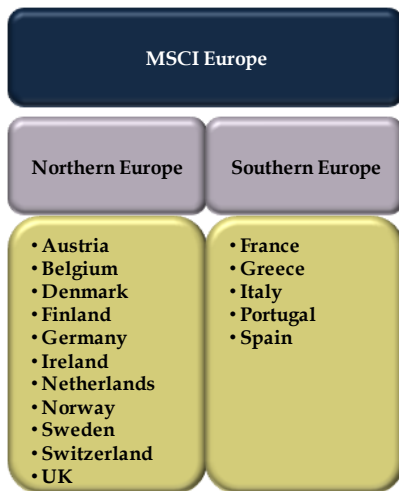 MSCI Europe
Northern Europe
Southern Europe
• Austria
• Belgium
• Denmark
• Finland
• Germany
• Ireland
• Netherlands
• Norway
• Sweden
• Switzerland
• UK
• France
• Greece
• Italy
• Portugal
• Spain